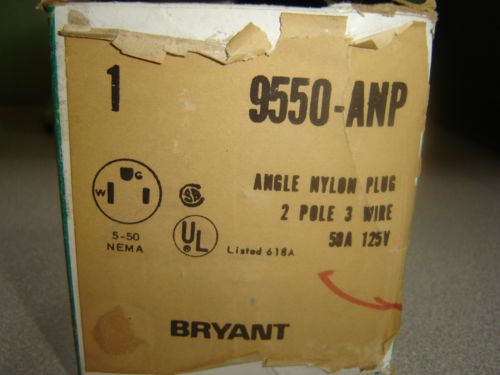 1
9550-ANP
G
W
5-50
NEMA
SA
UL
Listed 618A
ANGLE NYLON PLUG
2 POLE 3 WIRE
50A 125V
BRYANT